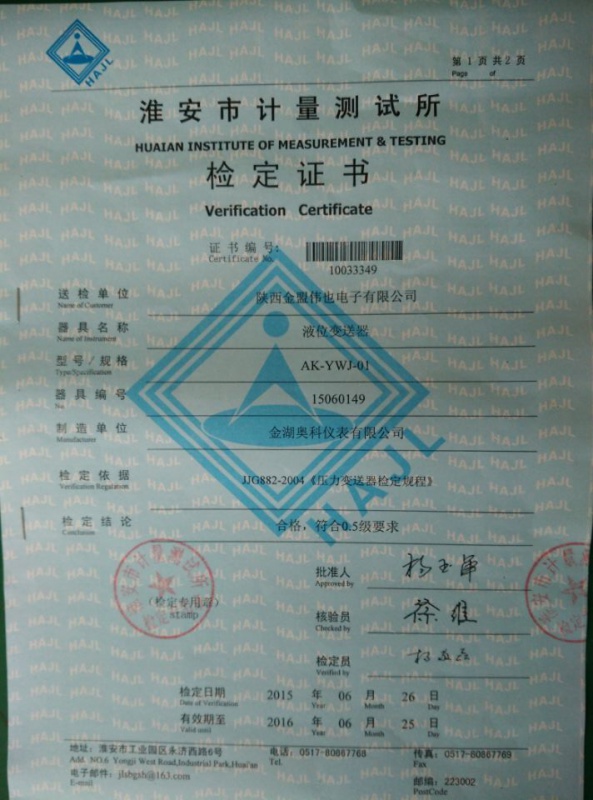 HAJL
第 1 页 共 2 页
Page of
淮安市计量测试所
HUAIAN INSTITUTE OF MEASUREMENT & TESTING
检定证书
Verification Certificate
证书编号:
Certificate No.
10033349
送检单位 陕西金盟伟也电子有限公司
Name of Customer
器具名称 液位变送器
Name of Instrument
型号/规格 AK-YWJ-01
Type/Specification
器具编号 15060149
No.
制造单位 金湖奥科仪表有限公司
Manufacturer
检定依据 JJG882-2004《压力变送器检定规程》
Verification Regulation
检定结论 合格，符合0.5级要求
Conclusion
HAJL
淮安市计量测试所
(检定专用章)
stamp
批准人
Approved by
核验员
Checked by
检定员
Verified by
检定日期 2015 年 06 月 26 日
Date of Verification Year Month Day
有效期至 2016 年 06 月 25 日
Valid until Year Month Day
地址: 淮安市工业园区永济西路6号 电话: 0517-80867768 传真: 0517-80867769
Add. NO.6 Yongji West Road,Industrial Park,Huai'an Tel. Fax
电子邮件: jlsbgxh@163.com 邮编: 223002
E-mail PostCode